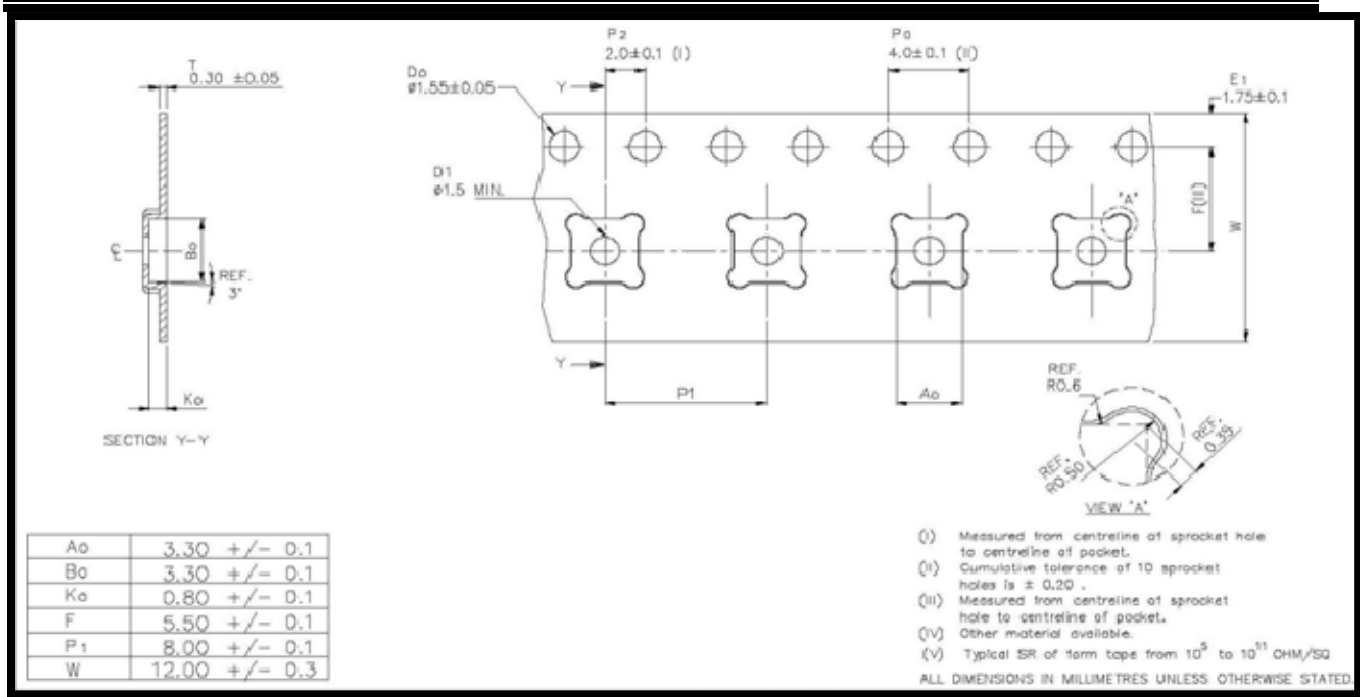 P2
2.0±0.1 (I)
Po
4.0±0.1 (II)
T
0.30 ±0.05
Do
ø1.55±0.05
Y
E1
1.75±0.1
D1
ø1.5 MIN.
"A"
F(III)
W
Bo
REF.
3°
Ko
SECTION Y-Y
Y
P1
Ao
REF.
R0.6
REF.
0.39
REF.
R0.50
VIEW "A"
Ao 3.30 +/- 0.1
Bo 3.30 +/- 0.1
Ko 0.80 +/- 0.1
F 5.50 +/- 0.1
P1 8.00 +/- 0.1
W 12.00 +/- 0.3
(I) Measured from centreline of sprocket hole
to centreline of pocket.
(II) Cumulative tolerance of 10 sprocket
holes is ± 0.20 .
(III) Measured from centreline of sprocket
hole to centreline of pocket.
(IV) Other material available.
(V) Typical SR of form tape from 10⁵ to 10¹¹ OHM/SQ
ALL DIMENSIONS IN MILLIMETRES UNLESS OTHERWISE STATED.